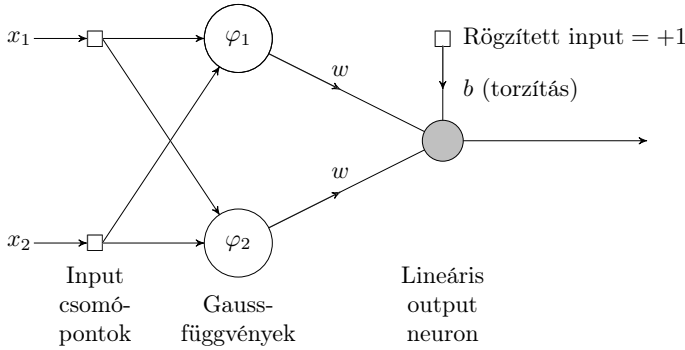 x₁
φ₁
Rögzített input = +1
w
b (torzítás)
w
x₂
φ₂
Input
csomó-
pontok
Gauss-
függvények
Lineáris
output
neuron